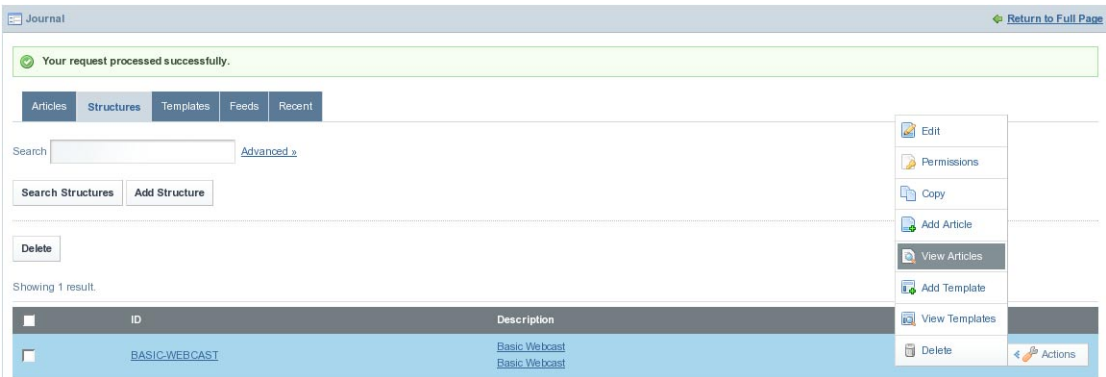 Journal
Return to Full Page
Your request processed successfully.
Articles Structures Templates Feeds Recent
Search Advanced »
Search Structures Add Structure
Delete
Showing 1 result.
ID Description
BASIC-WEBCAST Basic Webcast
Basic Webcast
Actions
Edit
Permissions
Copy
Add Article
View Articles
Add Template
View Templates
Delete